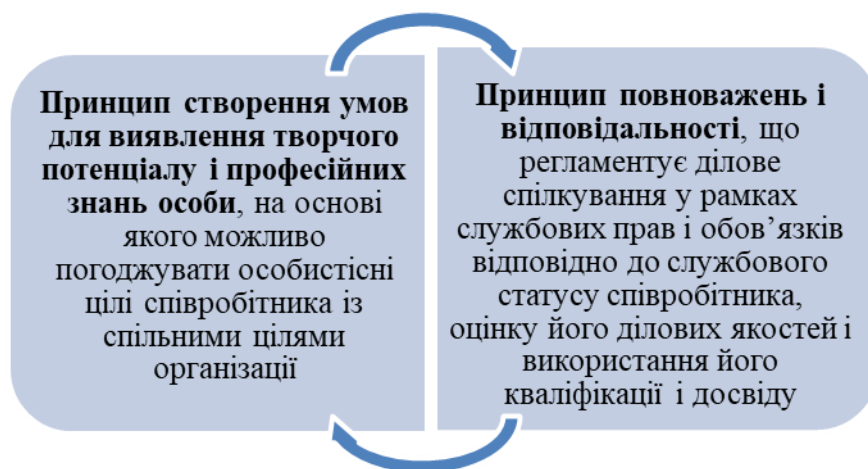 Принцип створення умов
для виявлення творчого
потенціалу і професійних
знань особи, на основі
якого можливо
погоджувати особистісні
цілі співробітника із
спільними цілями
організації
Принцип повноважень і
відповідальності, що
регламентує ділове
спілкування у рамках
службових прав і обов’язків
відповідно до службового
статусу співробітника,
оцінку його ділових якостей і
використання його
кваліфікації і досвіду